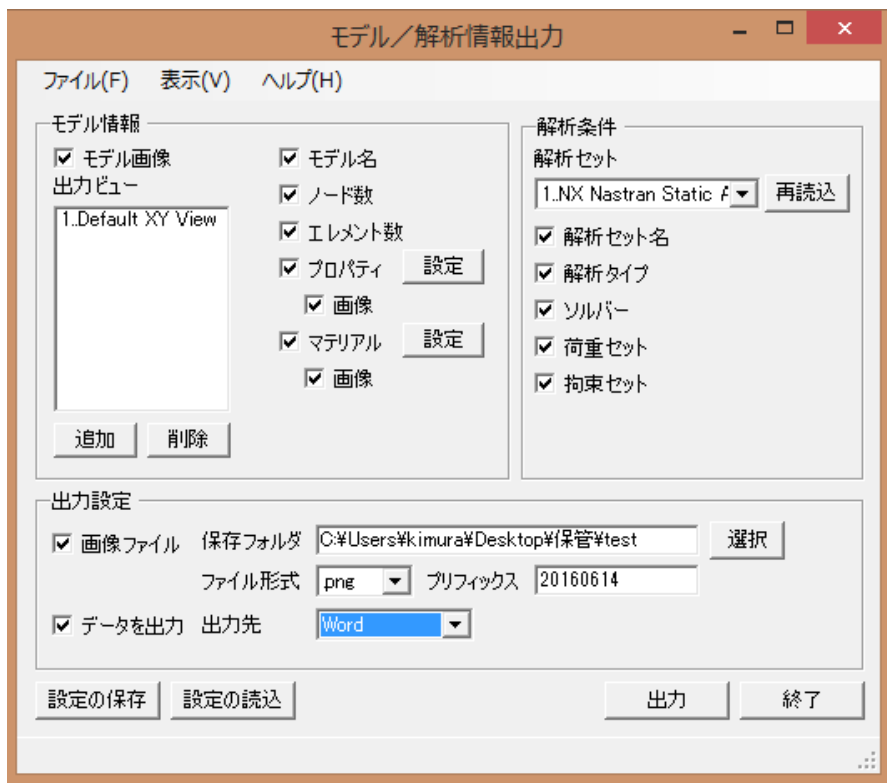 モデル／解析情報出力
ファイル(F) 表示(V) ヘルプ(H)
モデル情報
モデル画像
出力ビュー
1..Default XY View
追加 削除
モデル名
ノード数
エレメント数
プロパティ 設定
画像
マテリアル 設定
画像
解析条件
解析セット
1..NX Nastran Static A 再読込
解析セット名
解析タイプ
ソルバー
荷重セット
拘束セット
出力設定
画像ファイル 保存フォルダ C:¥Users¥kimura¥Desktop¥保管¥test 選択
ファイル形式 png プリフィックス 20160614
データを出力 出力先 Word
設定の保存 設定の読込 出力 終了